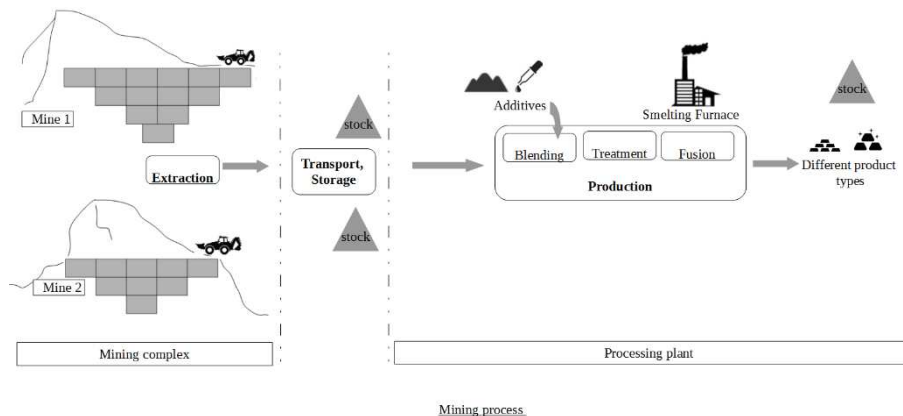 Mine 1
Extraction
Mine 2
Mining complex
stock
Transport,
Storage
stock
Additives
Smelting Furnace
Blending
Treatment
Fusion
Production
stock
Different product
types
Processing plant
Mining process